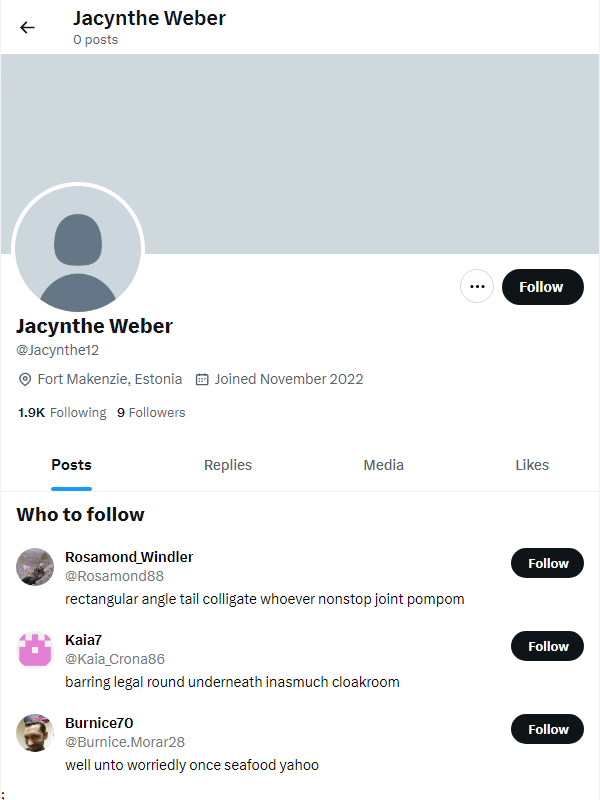 Jacynthe Weber
0 posts
Follow
Jacynthe Weber
@Jacynthe12
Fort Makenzie, Estonia Joined November 2022
1.9K Following 9 Followers
Posts Replies Media Likes
Who to follow
Rosamond_Windler
@Rosamond88
Follow
rectangular angle tail colligate whoever nonstop joint pompom
Kaia7
@Kaia_Crona86
Follow
barring legal round underneath inasmuch cloakroom
Burnice70
@Burnice.Morar28
Follow
well unto worriedly once seafood yahoo
;